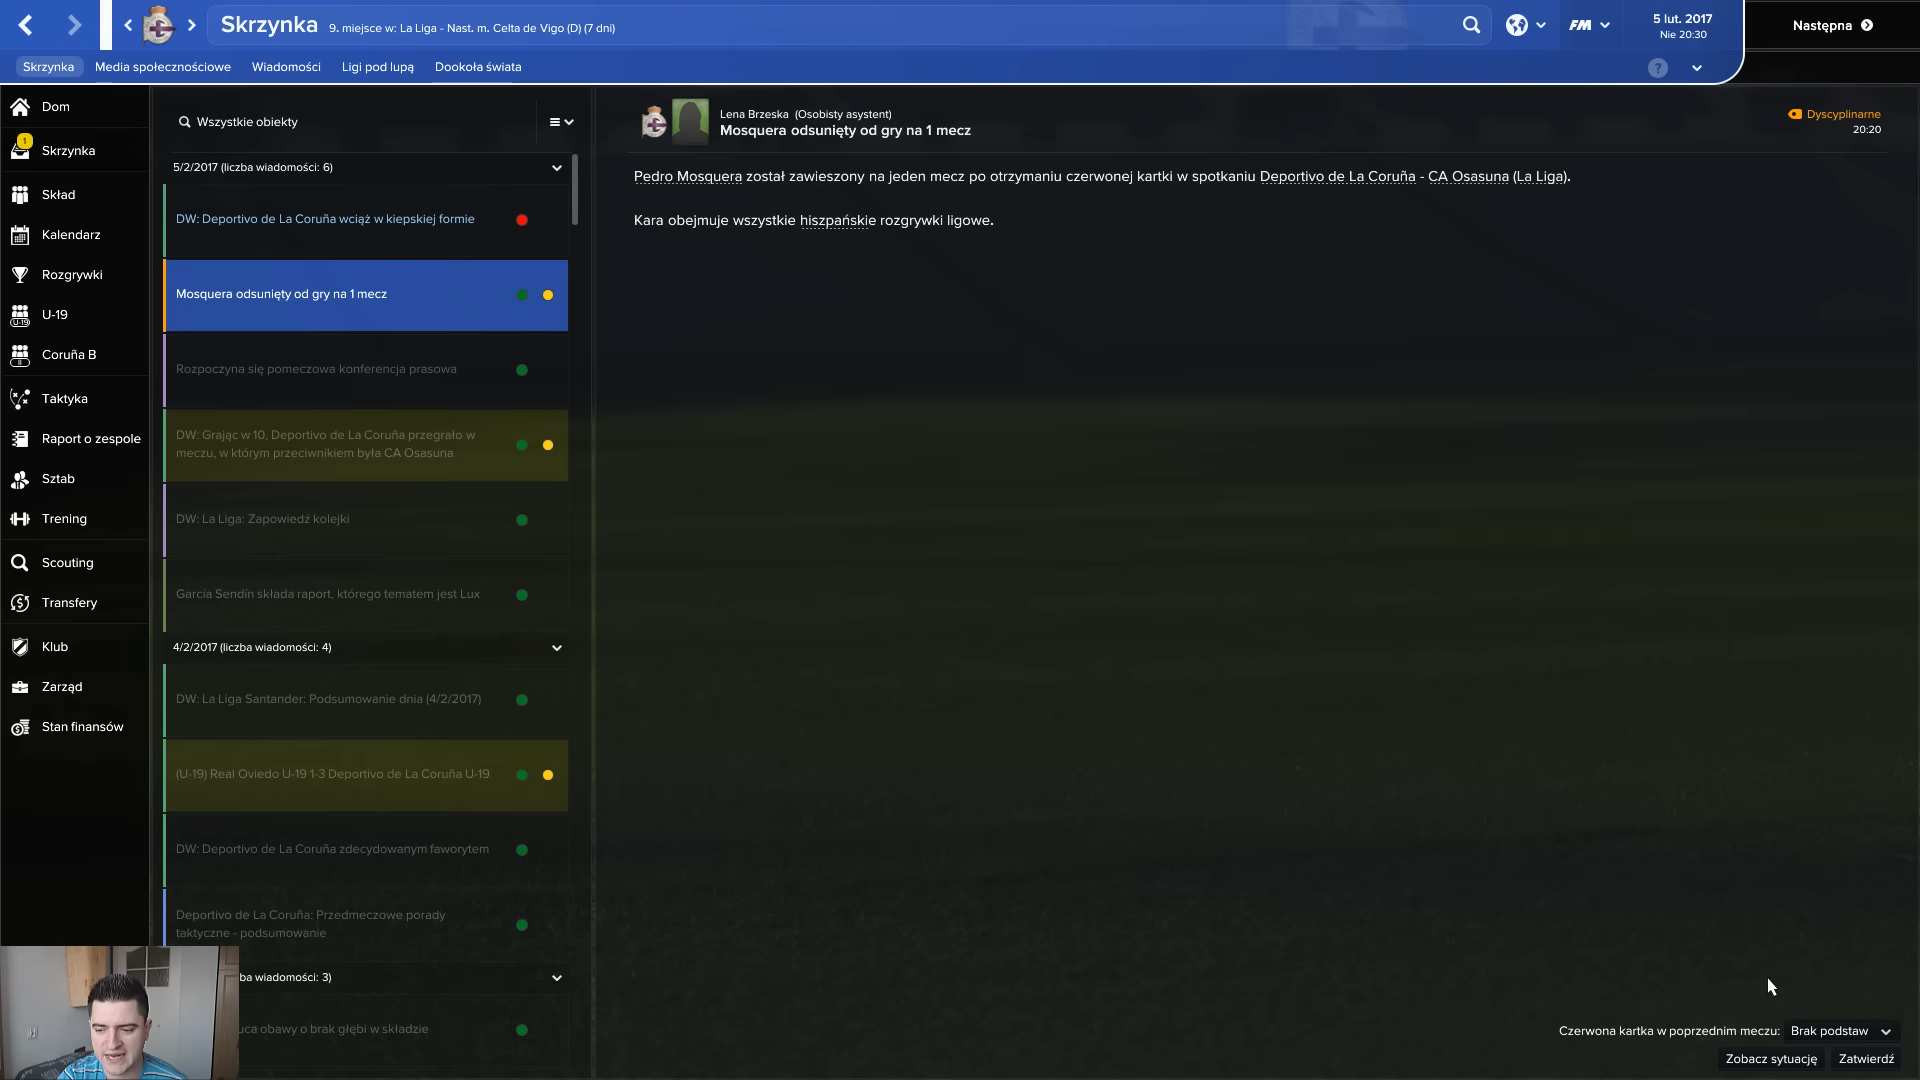 Skrzynka
9. miejsce w: La Liga - Nast. m. Celta de Vigo (D) (7 dni)
FM
5 lut. 2017
Nie 20:30
Następna
Skrzynka
Media społecznościowe
Wiadomości
Ligi pod lupą
Dookoła świata
?
Dom
1
Skrzynka
Skład
Kalendarz
Rozgrywki
U-19
Coruña B
Taktyka
Raport o zespole
Sztab
Trening
Scouting
Transfery
Klub
Zarząd
Stan finansów
Wszystkie obiekty
5/2/2017 (liczba wiadomości: 6)
DW: Deportivo de La Coruña wciąż w kiepskiej formie
Mosquera odsunięty od gry na 1 mecz
Rozpoczyna się pomeczowa konferencja prasowa
DW: Grając w 10, Deportivo de La Coruña przegrało w
meczu, w którym przeciwnikiem była CA Osasuna
DW: La Liga: Zapowiedź kolejki
García Sendín składa raport, którego tematem jest Lux
4/2/2017 (liczba wiadomości: 4)
DW: La Liga Santander: Podsumowanie dnia (4/2/2017)
(U-19) Real Oviedo U-19 1-3 Deportivo de La Coruña U-19
DW: Deportivo de La Coruña zdecydowanym faworytem
Deportivo de La Coruña: Przedmeczowe porady
taktyczne - podsumowanie
ba wiadomości: 3)
uca obawy o brak głębi w składzie
Lena Brzeska (Osobisty asystent)
Mosquera odsunięty od gry na 1 mecz
Dyscyplinarne
20:20
Pedro Mosquera został zawieszony na jeden mecz po otrzymaniu czerwonej kartki w spotkaniu Deportivo de La Coruña - CA Osasuna (La Liga).
Kara obejmuje wszystkie hiszpańskie rozgrywki ligowe.
Czerwona kartka w poprzednim meczu: Brak podstaw
Zobacz sytuację
Zatwierdź